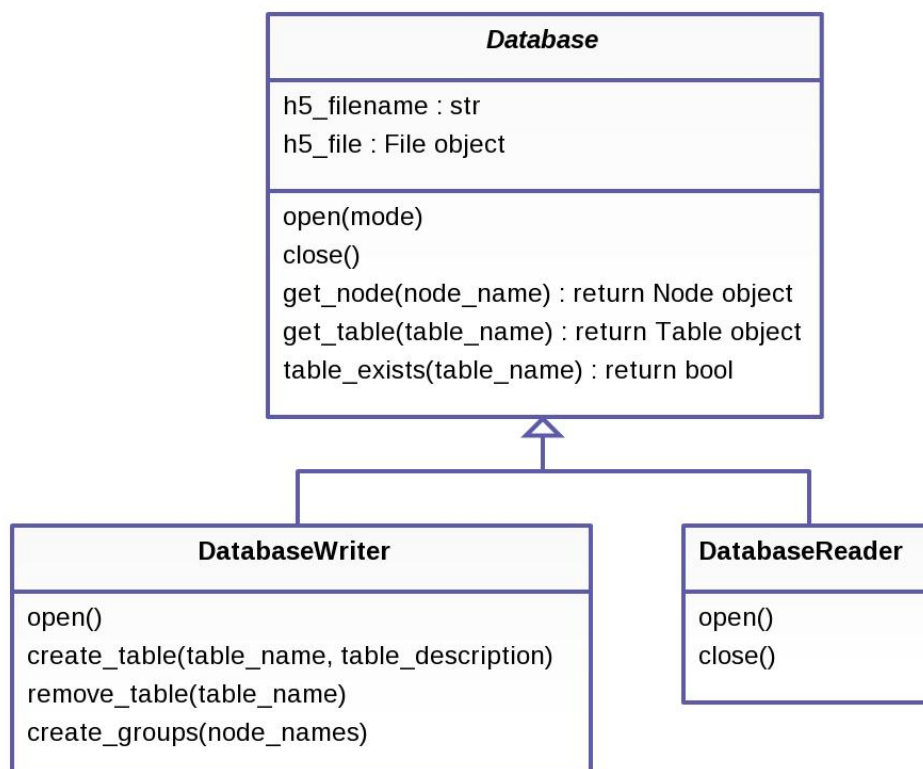 Database
h5_filename : str
h5_file : File object
open(mode)
close()
get_node(node_name) : return Node object
get_table(table_name) : return Table object
table_exists(table_name) : return bool
DatabaseWriter
open()
create_table(table_name, table_description)
remove_table(table_name)
create_groups(node_names)
DatabaseReader
open()
close()